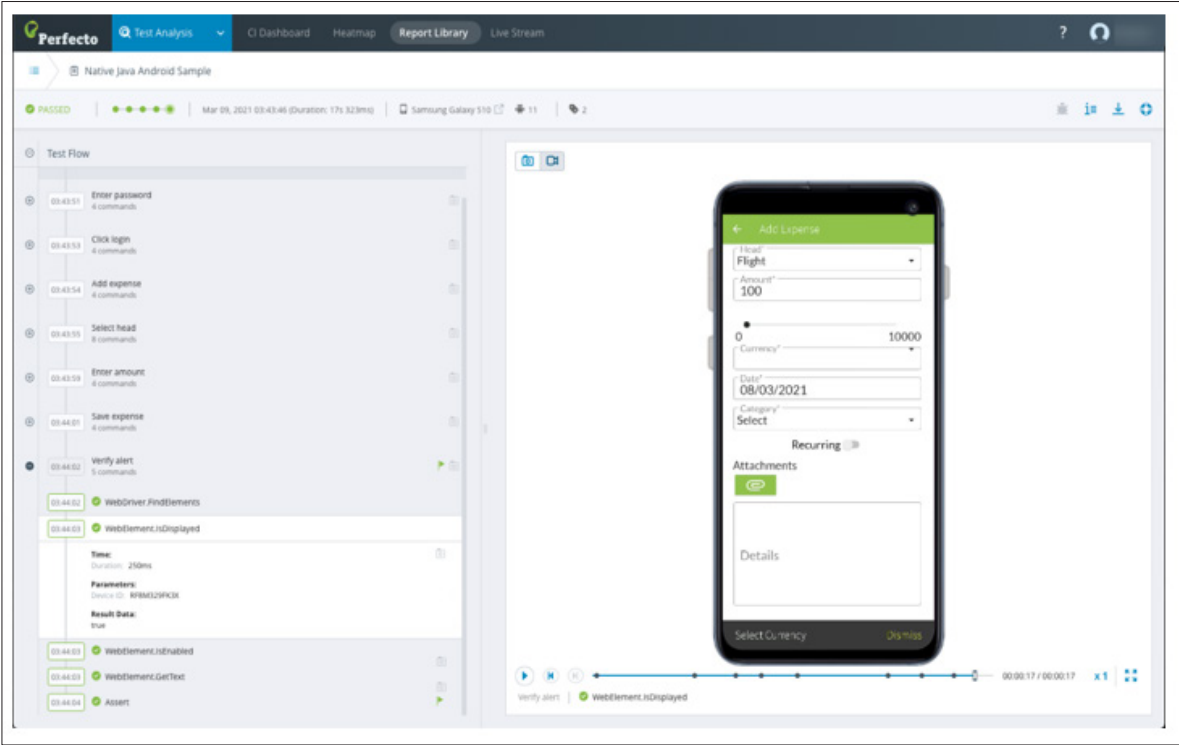 Perfecto
Test Analysis
CI Dashboard
Heatmap
Report Library
Live Stream
?
Native Java Android Sample
PASSED
Mar 09, 2021 03:43:46 (Duration: 17s 323ms)
Samsung Galaxy S10
11
2
Test Flow
03:43:51
Enter password
4 commands
03:43:53
Click login
4 commands
03:43:54
Add expense
4 commands
03:43:55
Select head
8 commands
03:43:59
Enter amount
4 commands
03:44:01
Save expense
4 commands
03:44:02
Verify alert
5 commands
03:44:02
WebDriver.FindElements
03:44:03
WebElement.IsDisplayed
Time:
Duration: 250ms
Parameters:
Device ID:
Result Data:
true
03:44:03
WebElement.IsEnabled
03:44:03
WebElement.GetText
03:44:04
Assert
Add Expense
Head*
Flight
Amount*
100
0 10000
Currency*
Date*
08/03/2021
Category*
Select
Recurring
Attachments
Details
Select Currency Dismiss
00:00:17 / 00:00:17
x1
Verify alert
WebElement.IsDisplayed